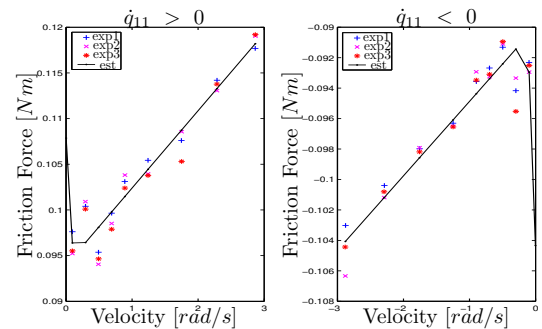 q̇₁₁ > 0
0.12
0.115
0.11
0.105
0.1
0.095
0.09
0
1
2
3
exp1
exp2
exp3
est
Friction Force [Nm]
Velocity [rad/s]
q̇₁₁ < 0
−0.09
−0.092
−0.094
−0.096
−0.098
−0.1
−0.102
−0.104
−0.106
−0.108
−3
−2
−1
0
exp1
exp2
exp3
est
Friction Force [Nm]
Velocity [rad/s]